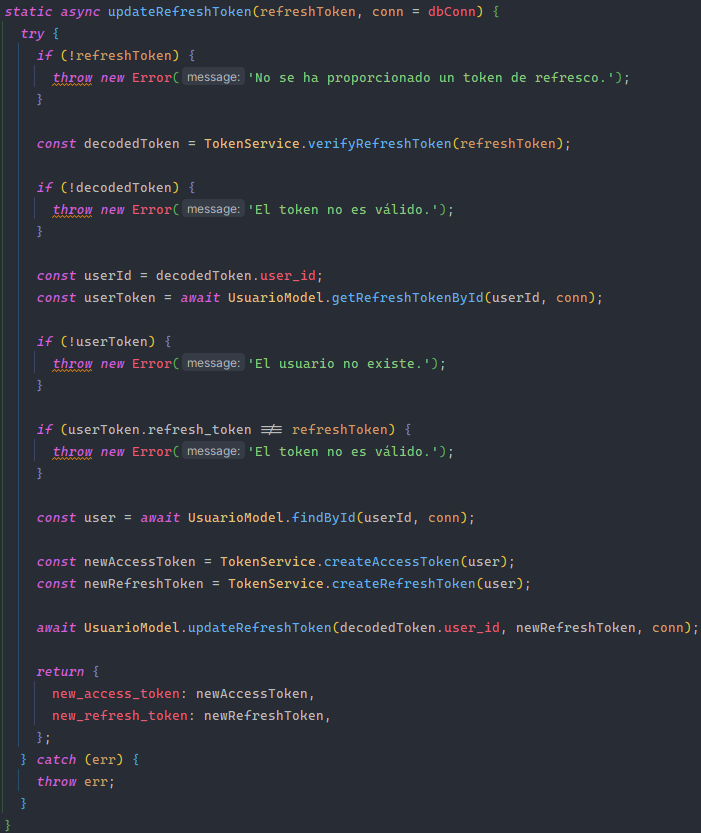 static async updateRefreshToken(refreshToken, conn = dbConn) {
try {
if (!refreshToken) {
throw new Error( message: 'No se ha proporcionado un token de refresco.');
}
const decodedToken = TokenService.verifyRefreshToken(refreshToken);
if (!decodedToken) {
throw new Error( message: 'El token no es válido.');
}
const userId = decodedToken.user_id;
const userToken = await UsuarioModel.getRefreshTokenById(userId, conn);
if (!userToken) {
throw new Error( message: 'El usuario no existe.');
}
if (userToken.refresh_token !== refreshToken) {
throw new Error( message: 'El token no es válido.');
}
const user = await UsuarioModel.findById(userId, conn);
const newAccessToken = TokenService.createAccessToken(user);
const newRefreshToken = TokenService.createRefreshToken(user);
await UsuarioModel.updateRefreshToken(decodedToken.user_id, newRefreshToken, conn);
return {
new_access_token: newAccessToken,
new_refresh_token: newRefreshToken,
};
} catch (err) {
throw err;
}
}